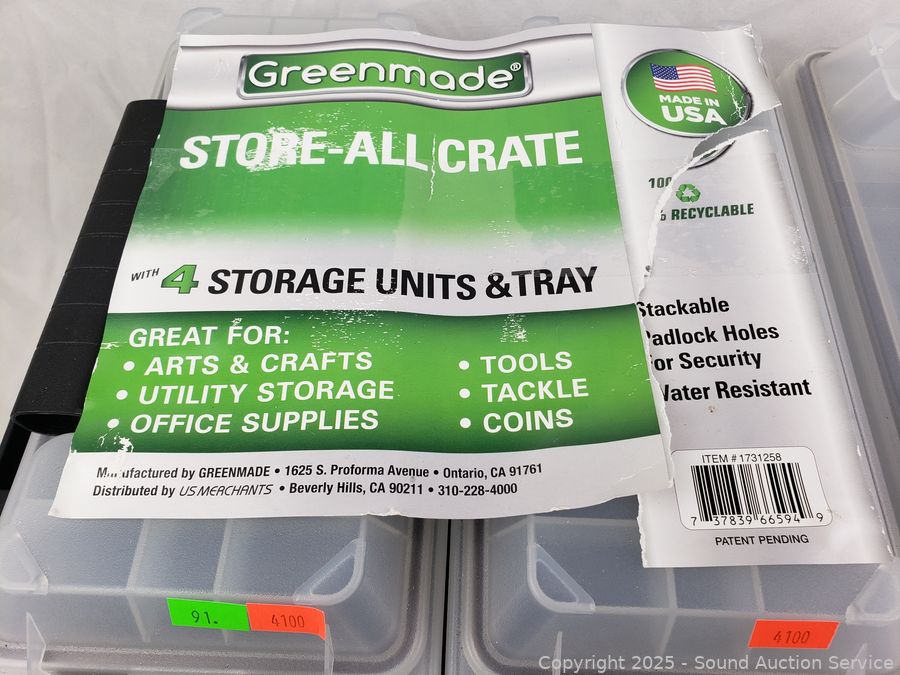 Greenmade®
STORE-ALL CRATE
WITH 4 STORAGE UNITS & TRAY
GREAT FOR:
• ARTS & CRAFTS
• UTILITY STORAGE
• OFFICE SUPPLIES
• TOOLS
• TACKLE
• COINS
Manufactured by GREENMADE • 1625 S. Proforma Avenue • Ontario, CA 91761
Distributed by US MERCHANTS • Beverly Hills, CA 90211 • 310-228-4000
MADE IN
USA
100
% RECYCLABLE
Stackable
Padlock Holes
For Security
Water Resistant
ITEM # 1731258
7 37839 66594 9
PATENT PENDING
91. 4100
4100
Copyright 2025 - Sound Auction Service